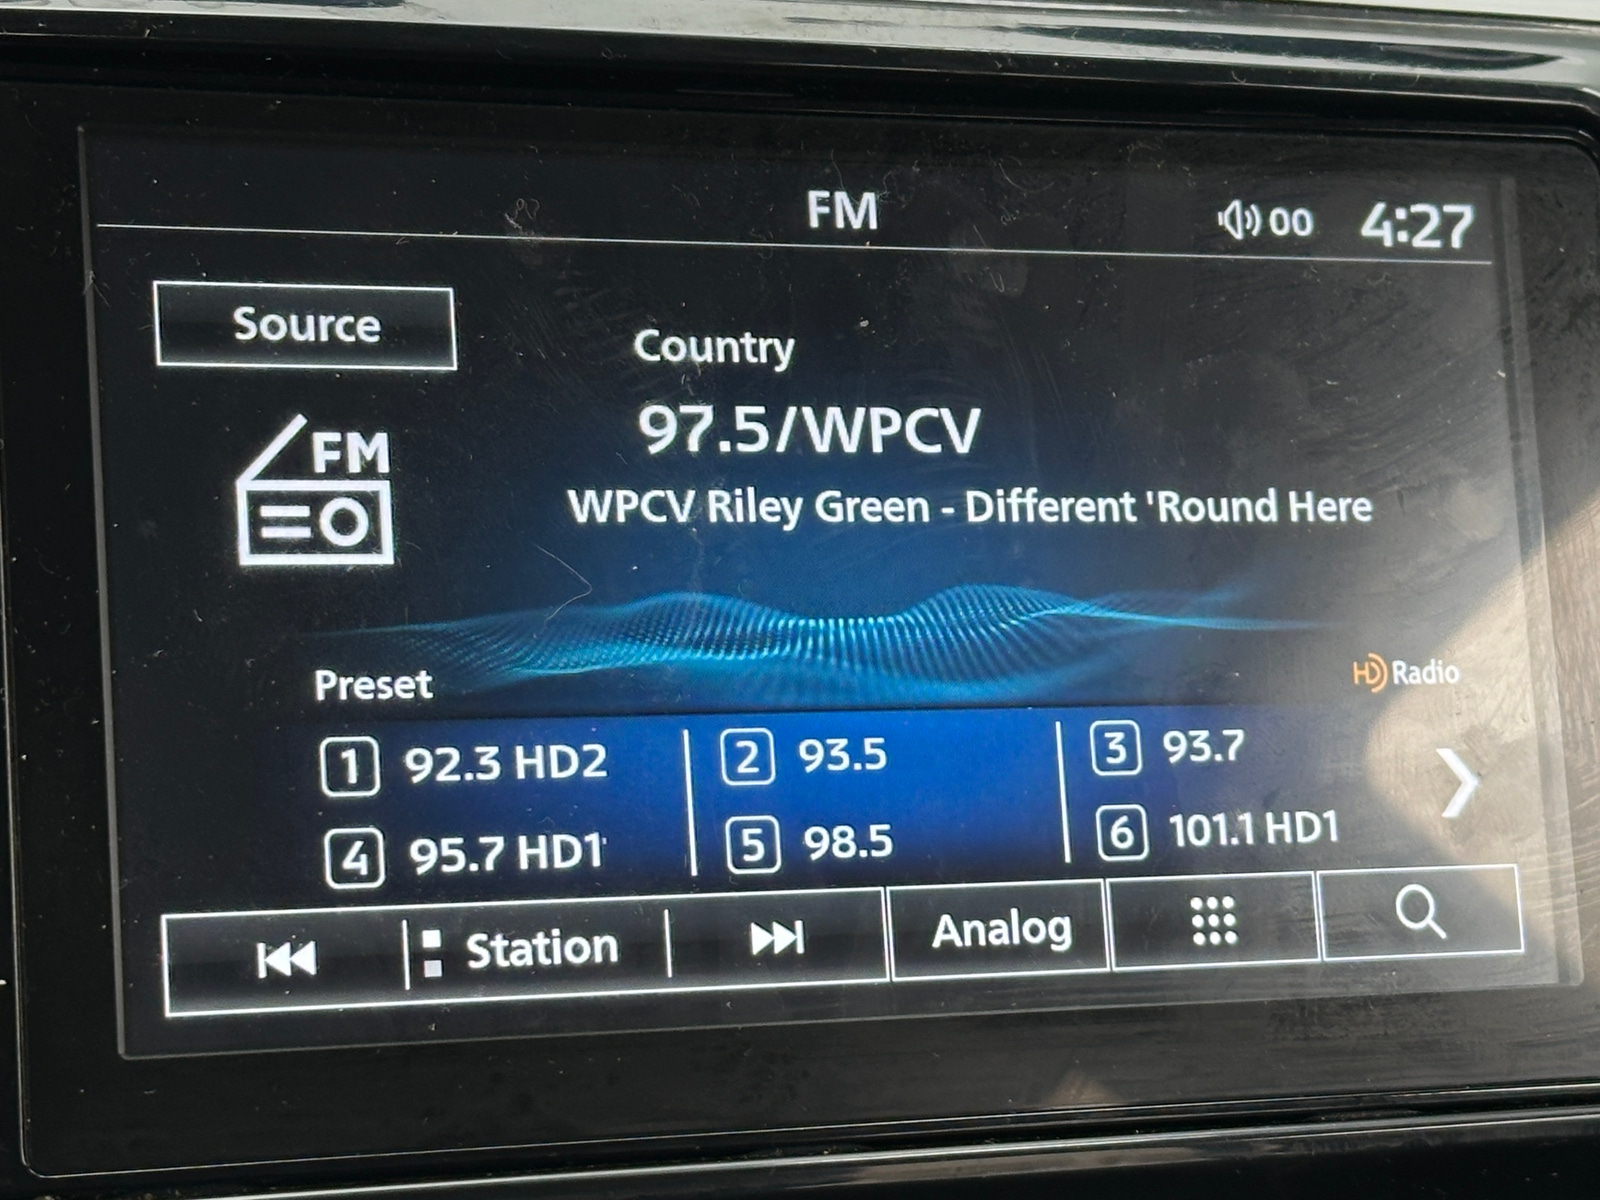 FM
00 4:27
Source
Country
FM
97.5/WPCV
WPCV Riley Green - Different 'Round Here
Preset
HD Radio
1 92.3 HD2
2 93.5
3 93.7
4 95.7 HD1
5 98.5
6 101.1 HD1
Station
Analog